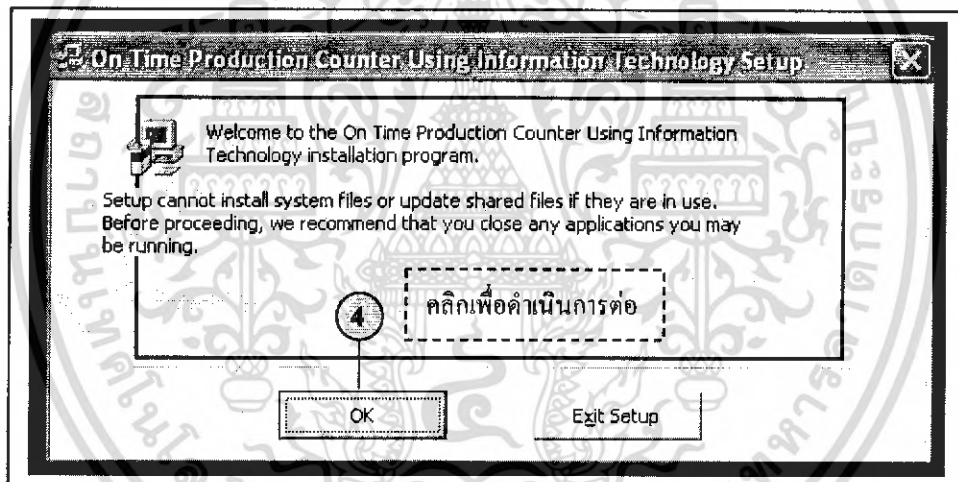 On Time Production Counter Using Information Technology Setup
Welcome to the On Time Production Counter Using Information
Technology installation program.
Setup cannot install system files or update shared files if they are in use.
Before proceeding, we recommend that you close any applications you may
be running.
4
คลิกเพื่อดำเนินการต่อ
OK
Exit Setup